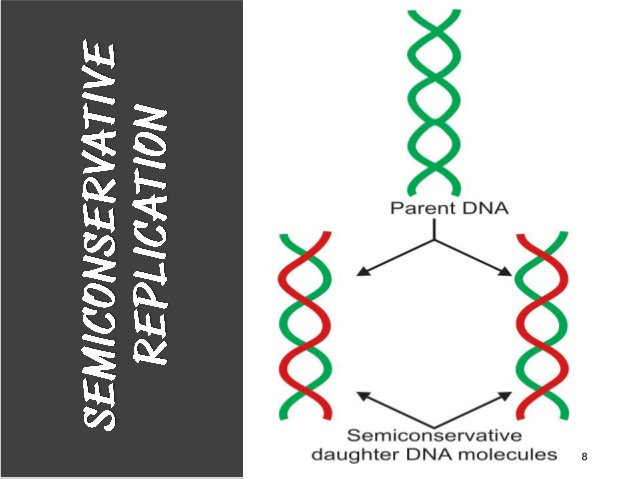 SEMICONSERVATIVE
REPLICATION
Parent DNA
Semiconservative
daughter DNA molecules
8